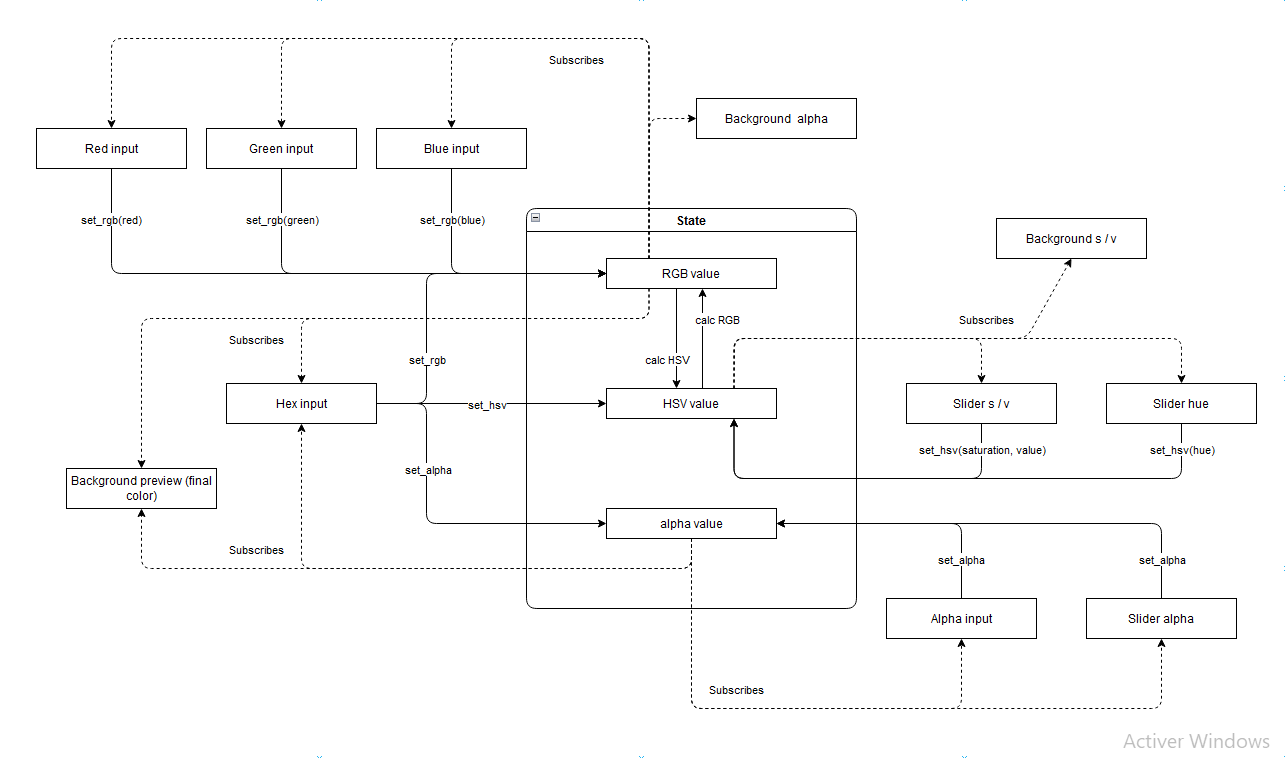 Subscribes
Background  alpha
Red input
Green input
Blue input
set_rgb(red)
set_rgb(green)
set_rgb(blue)
State
Background s / v
RGB value
calc RGB
Subscribes
Subscribes
set_rgb
calc HSV
Hex input
set_hsv
HSV value
Slider s / v
Slider hue
set_hsv(saturation, value)
set_hsv(hue)
set_alpha
Background preview (final
color)
alpha value
Subscribes
set_alpha
set_alpha
Alpha input
Slider alpha
Subscribes
Activer Windows